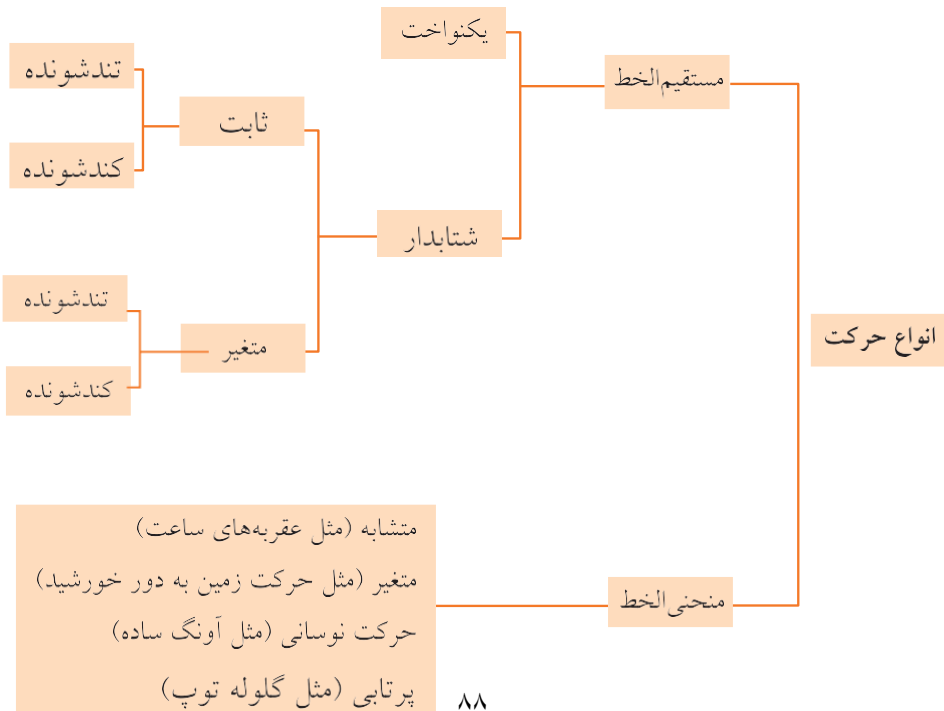 انواع حرکت
مستقیم‌الخط
یکنواخت
شتابدار
ثابت
تندشونده
کندشونده
متغیر
تندشونده
کندشونده
منحنی‌الخط
متشابه (مثل عقربه‌های ساعت)
متغیر (مثل حرکت زمین به دور خورشید)
حرکت نوسانی (مثل آونگ ساده)
پرتابی (مثل گلوله توپ)
۸۸